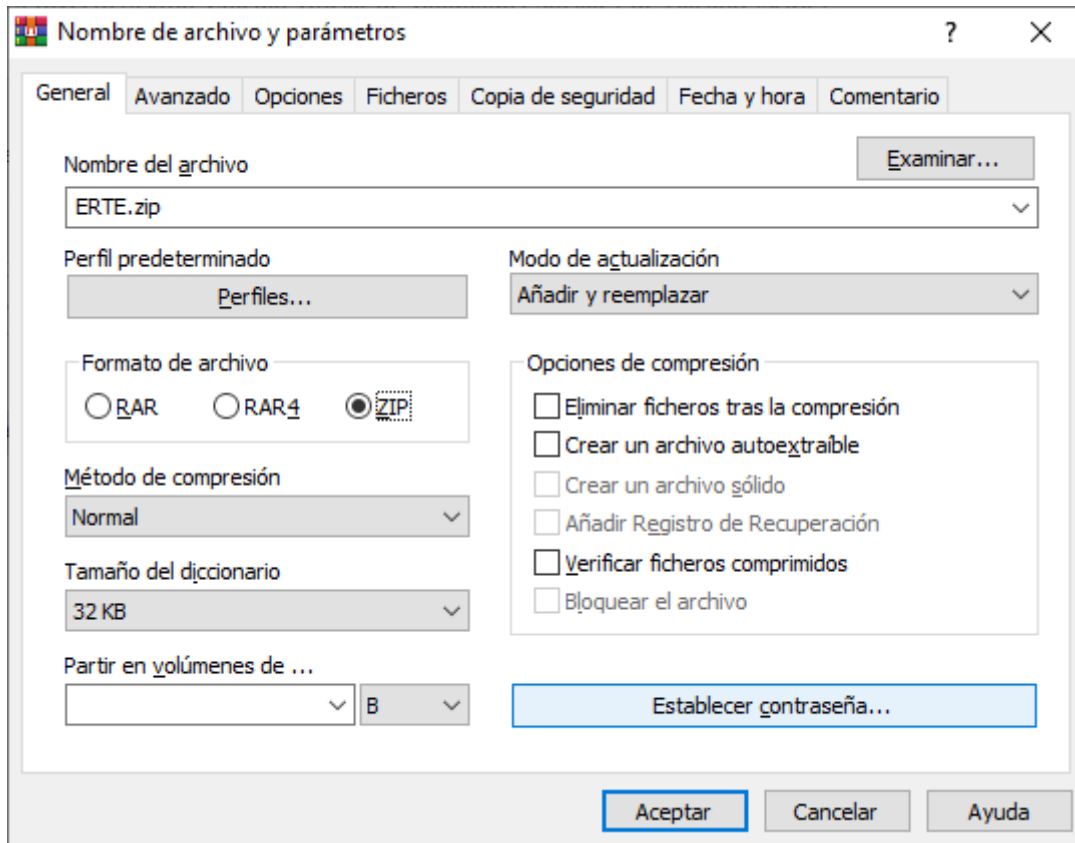 Nombre de archivo y parámetros
?
General Avanzado Opciones Ficheros Copia de seguridad Fecha y hora Comentario
Nombre del archivo
Examinar...
ERTE.zip
Perfil predeterminado
Perfiles...
Modo de actualización
Añadir y reemplazar
Formato de archivo
RAR RAR4 ZIP
Método de compresión
Normal
Tamaño del diccionario
32 KB
Partir en volúmenes de ...
B
Opciones de compresión
Eliminar ficheros tras la compresión
Crear un archivo autoextraíble
Crear un archivo sólido
Añadir Registro de Recuperación
Verificar ficheros comprimidos
Bloquear el archivo
Establecer contraseña...
Aceptar Cancelar Ayuda